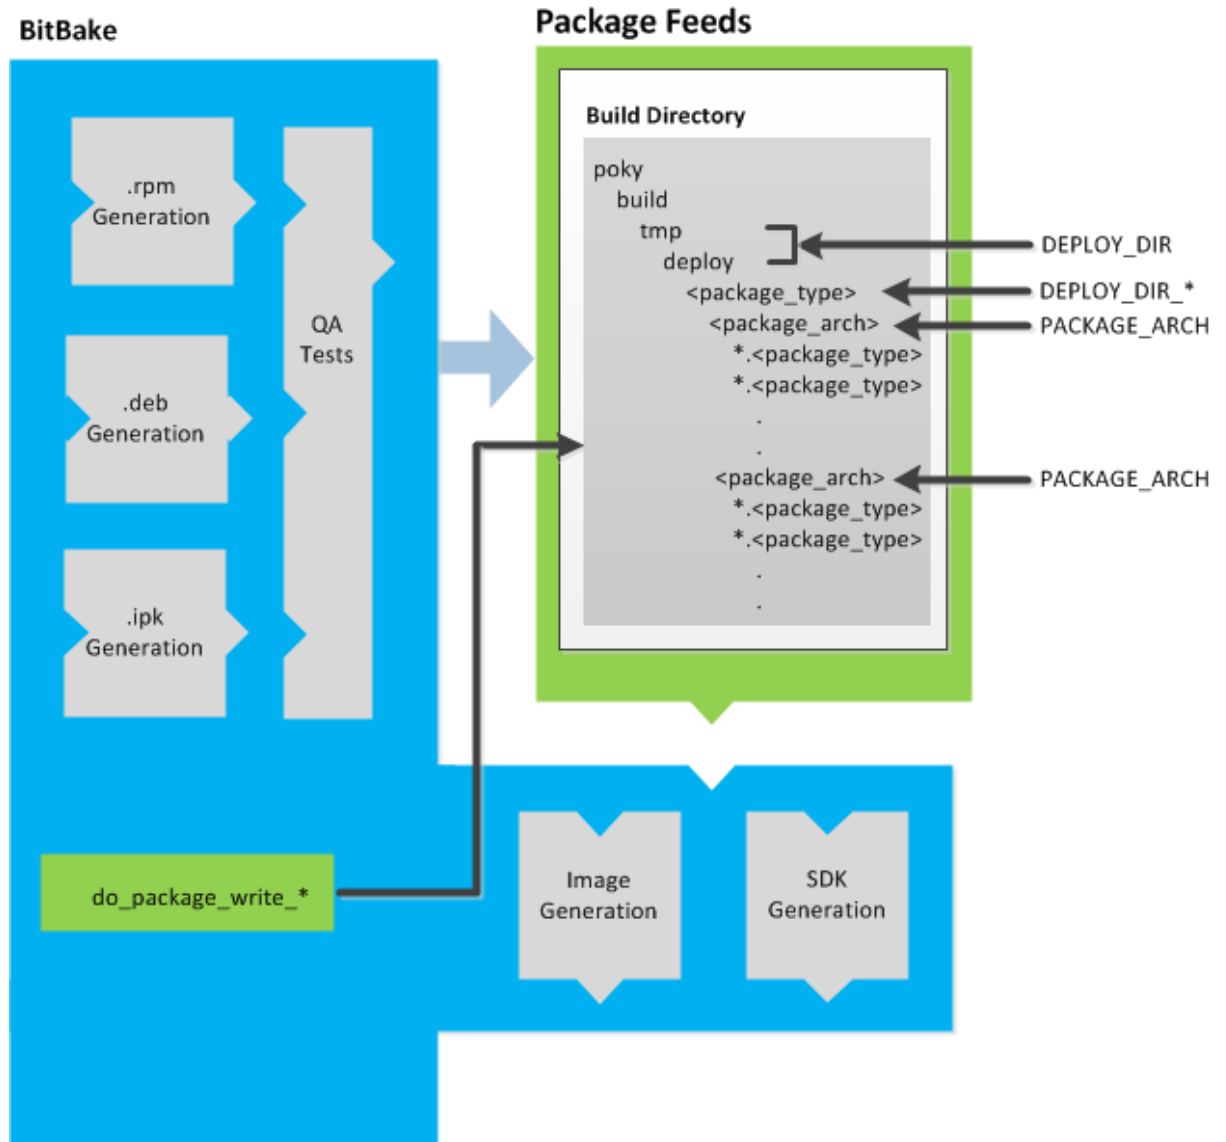 BitBake
.rpm
Generation
.deb
Generation
.ipk
Generation
QA
Tests
do_package_write_*
Package Feeds
Build Directory
poky
build
tmp
deploy
<package_type>
<package_arch>
*.<package_type>
*.<package_type>
.
.
<package_arch>
*.<package_type>
*.<package_type>
.
.
DEPLOY_DIR
DEPLOY_DIR_*
PACKAGE_ARCH
PACKAGE_ARCH
Image
Generation
SDK
Generation